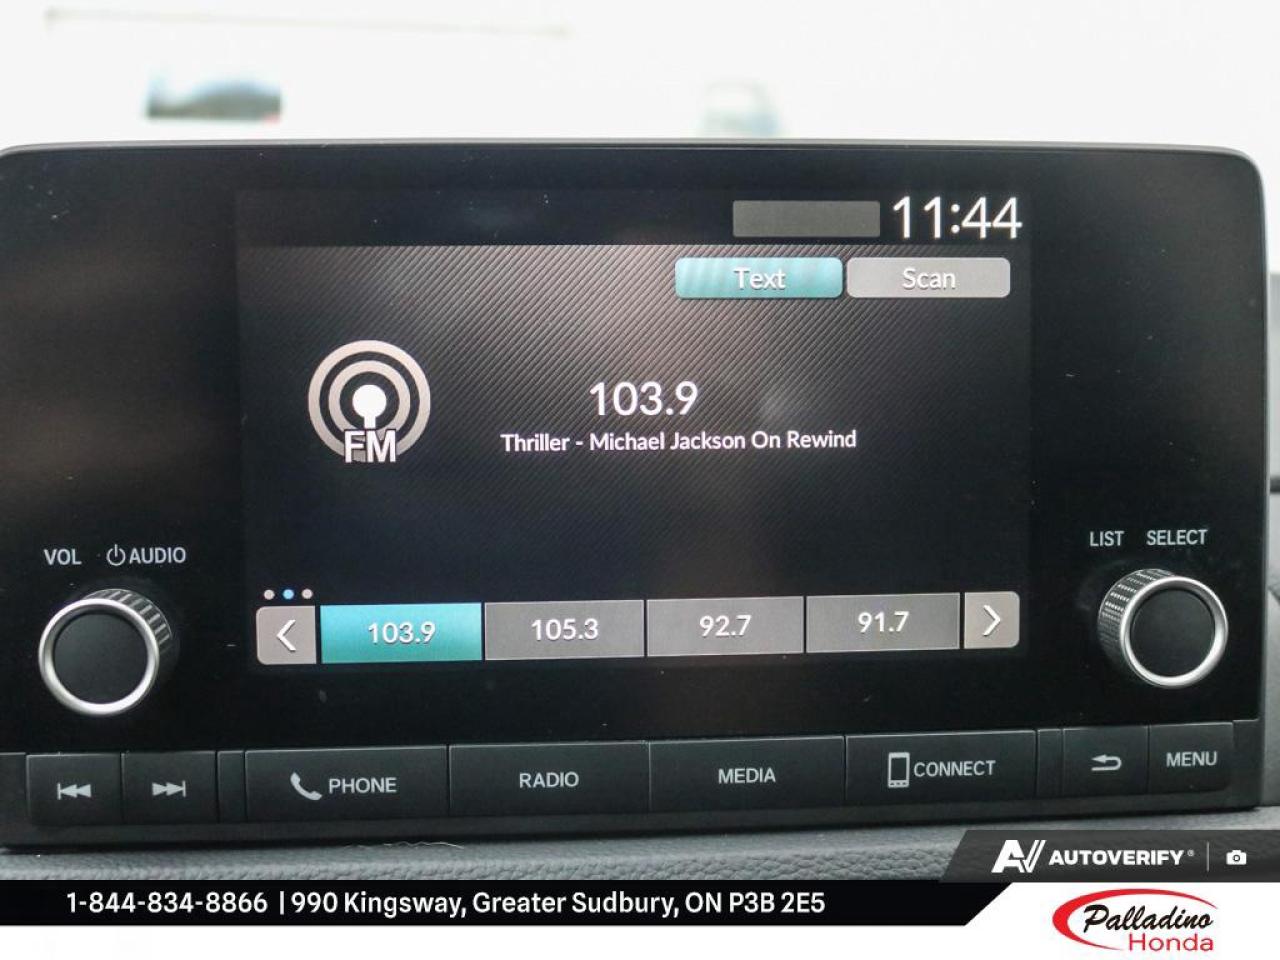 11:44
Text Scan
103.9
FM
Thriller - Michael Jackson On Rewind
VOL AUDIO
LIST SELECT
103.9 105.3 92.7 91.7
PHONE RADIO MEDIA CONNECT MENU
AV AUTOVERIFY®
1-844-834-8866 | 990 Kingsway, Greater Sudbury, ON P3B 2E5
Palladino
Honda